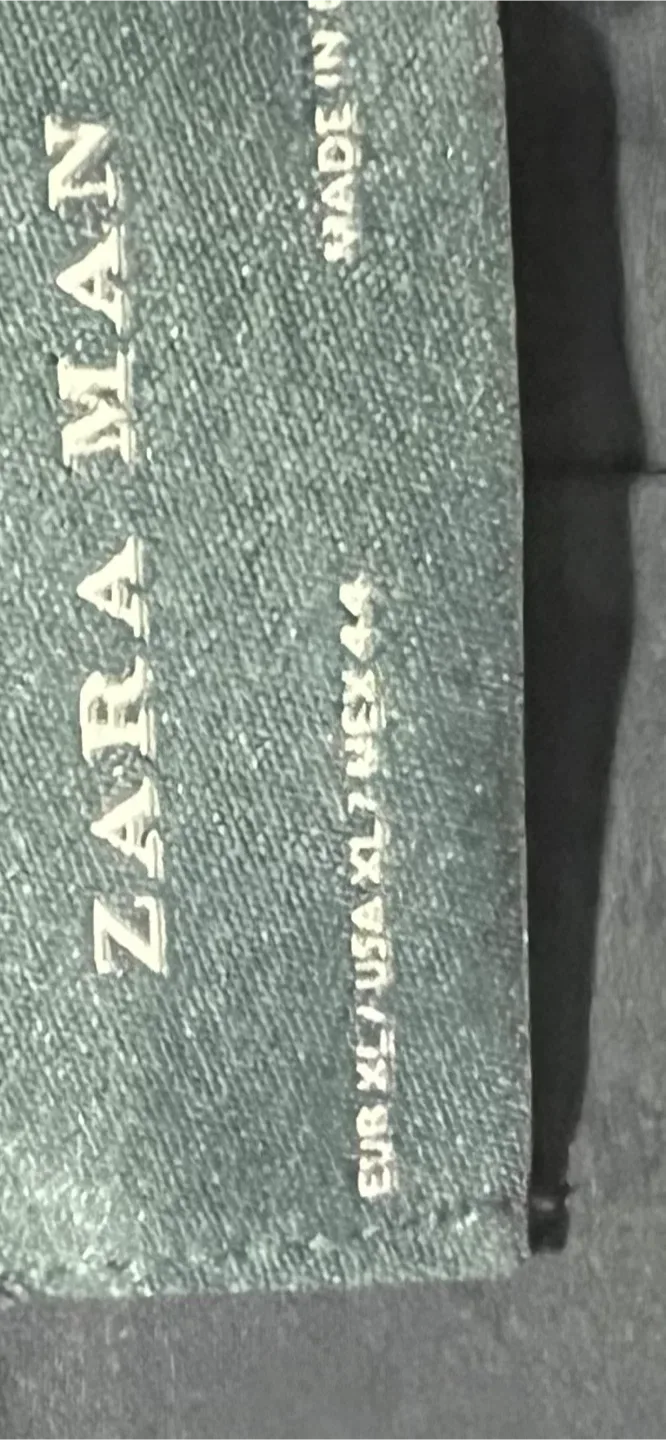 ZARA MAN
EUR XL / USA XL / MEX 44
MADE IN